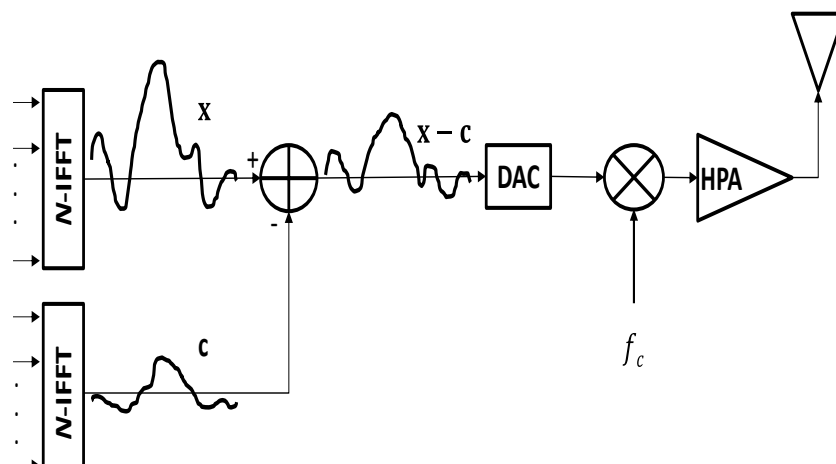 N-IFFT
x
+
-
x − c
DAC
HPA
f_c
N-IFFT
c